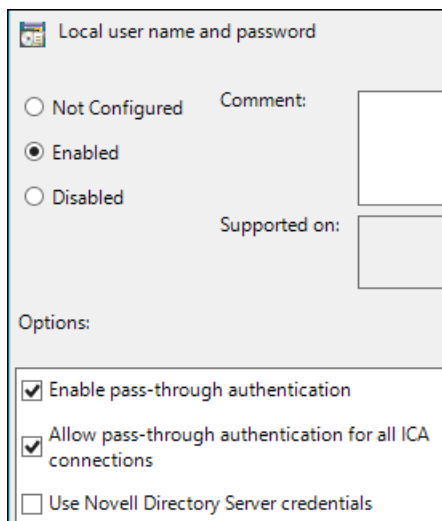 Local user name and password
Not Configured
Comment:
Enabled
Disabled
Supported on:
Options:
Enable pass-through authentication
Allow pass-through authentication for all ICA
connections
Use Novell Directory Server credentials